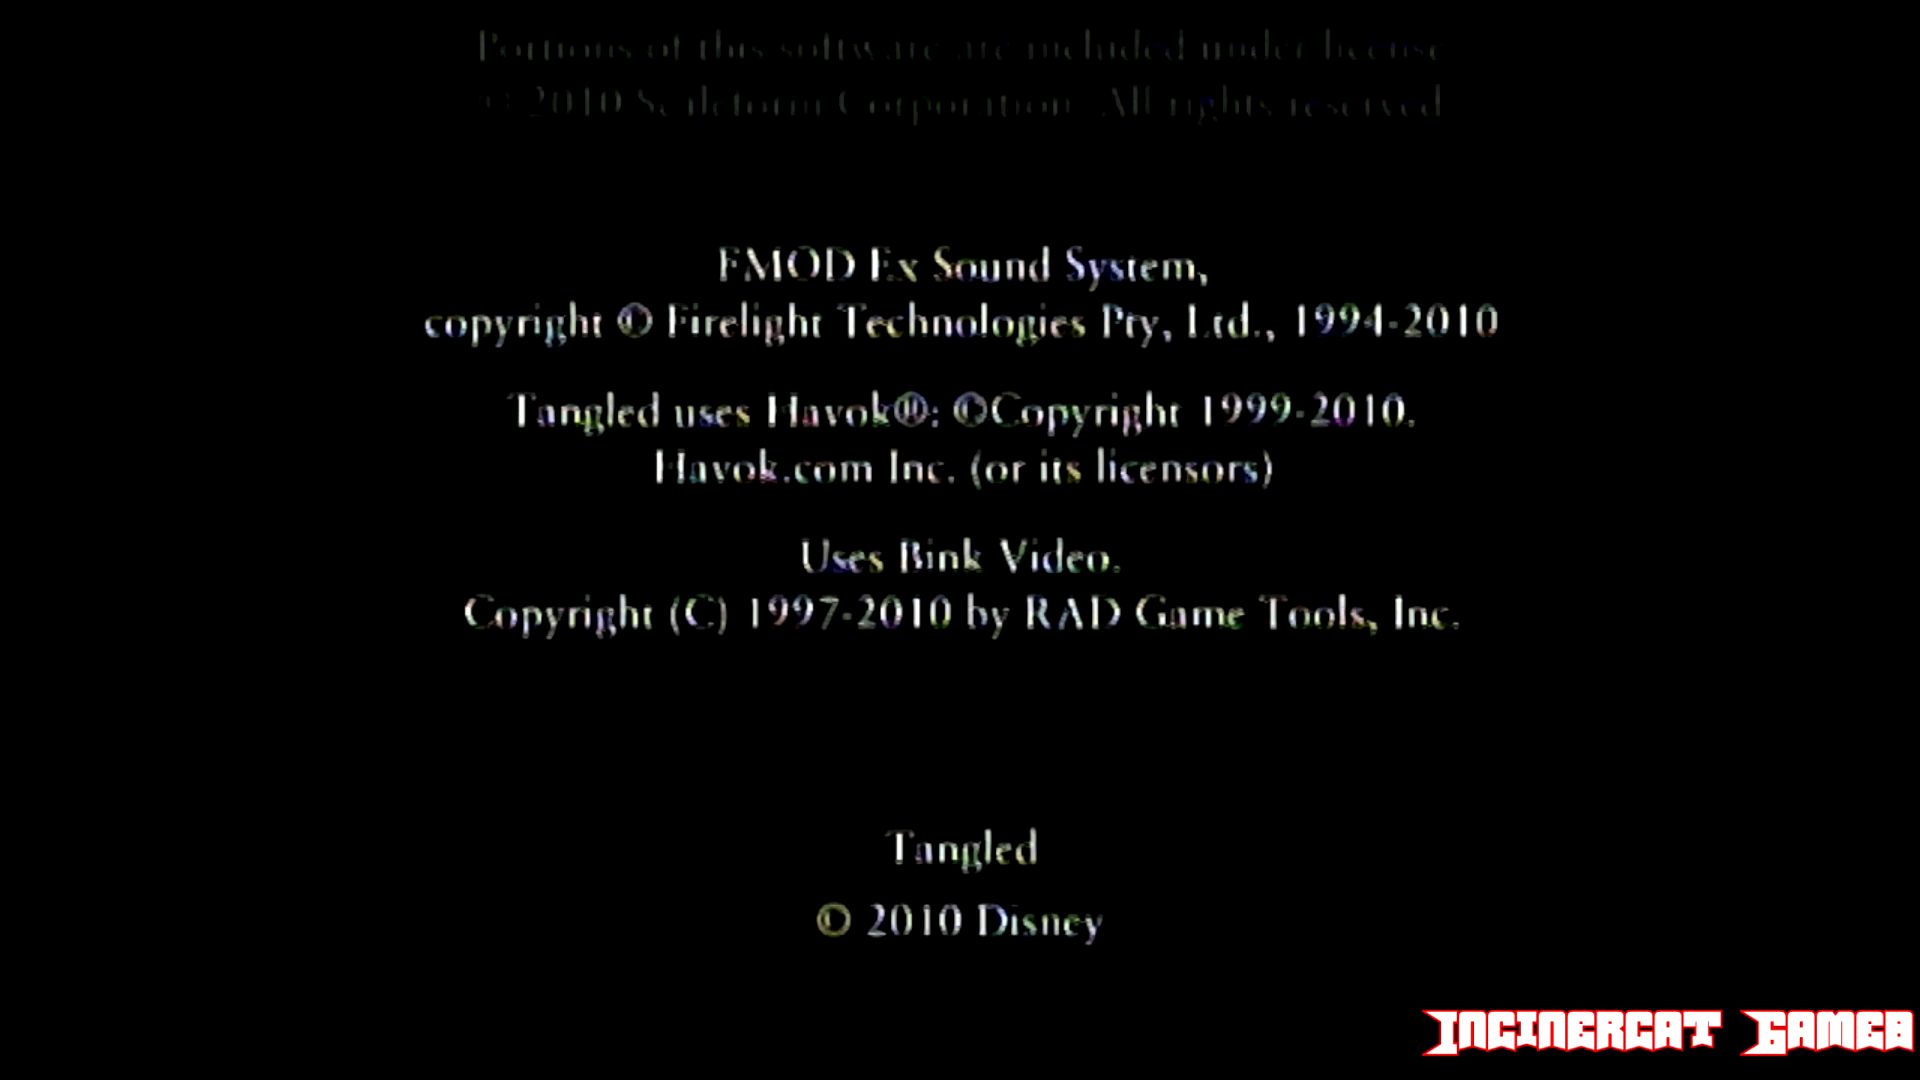 Portions of this software are included under license
© 2010 Scaleform Corporation. All rights reserved
FMOD Ex Sound System,
copyright © Firelight Technologies Pty, Ltd., 1994-2010
Tangled uses Havok®: ©Copyright 1999-2010.
Havok.com Inc. (or its licensors)
Uses Bink Video.
Copyright (C) 1997-2010 by RAD Game Tools, Inc.
Tangled
© 2010 Disney
INCINERCAT GAMES